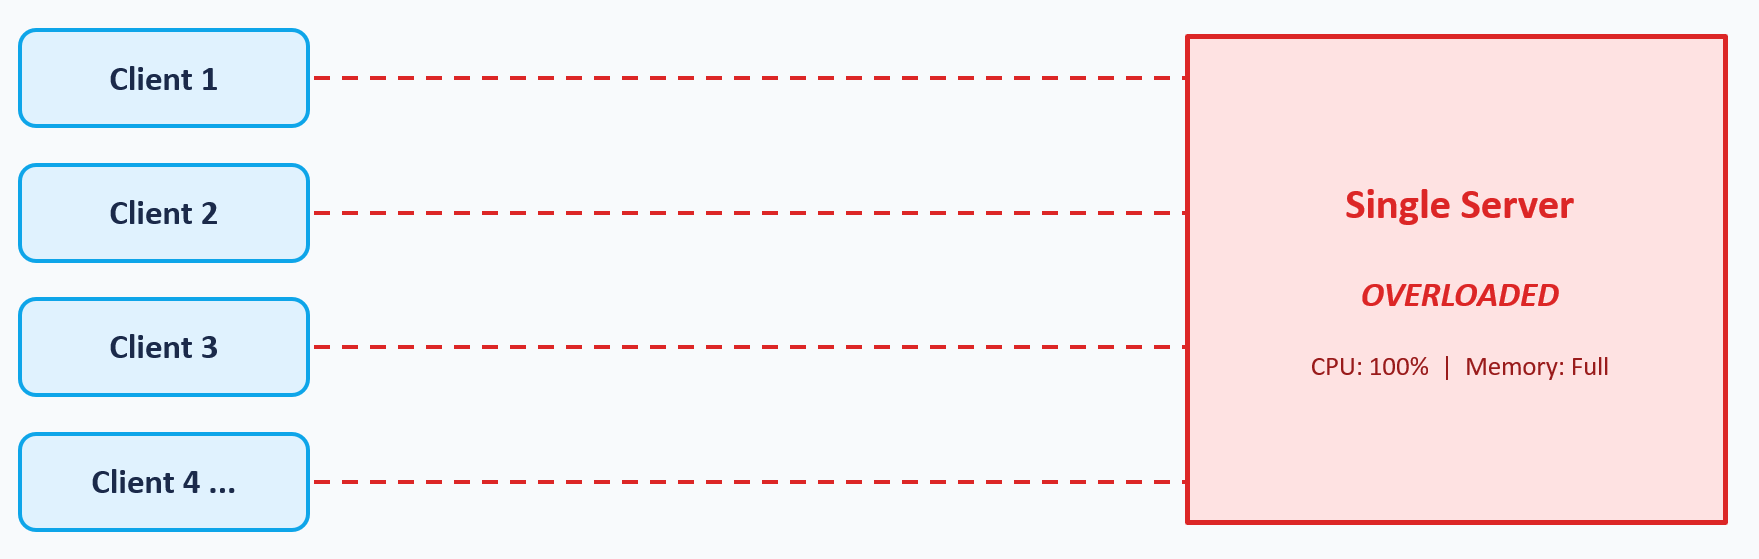 Client 1
Client 2
Client 3
Client 4 ...
Single Server
OVERLOADED
CPU: 100% | Memory: Full